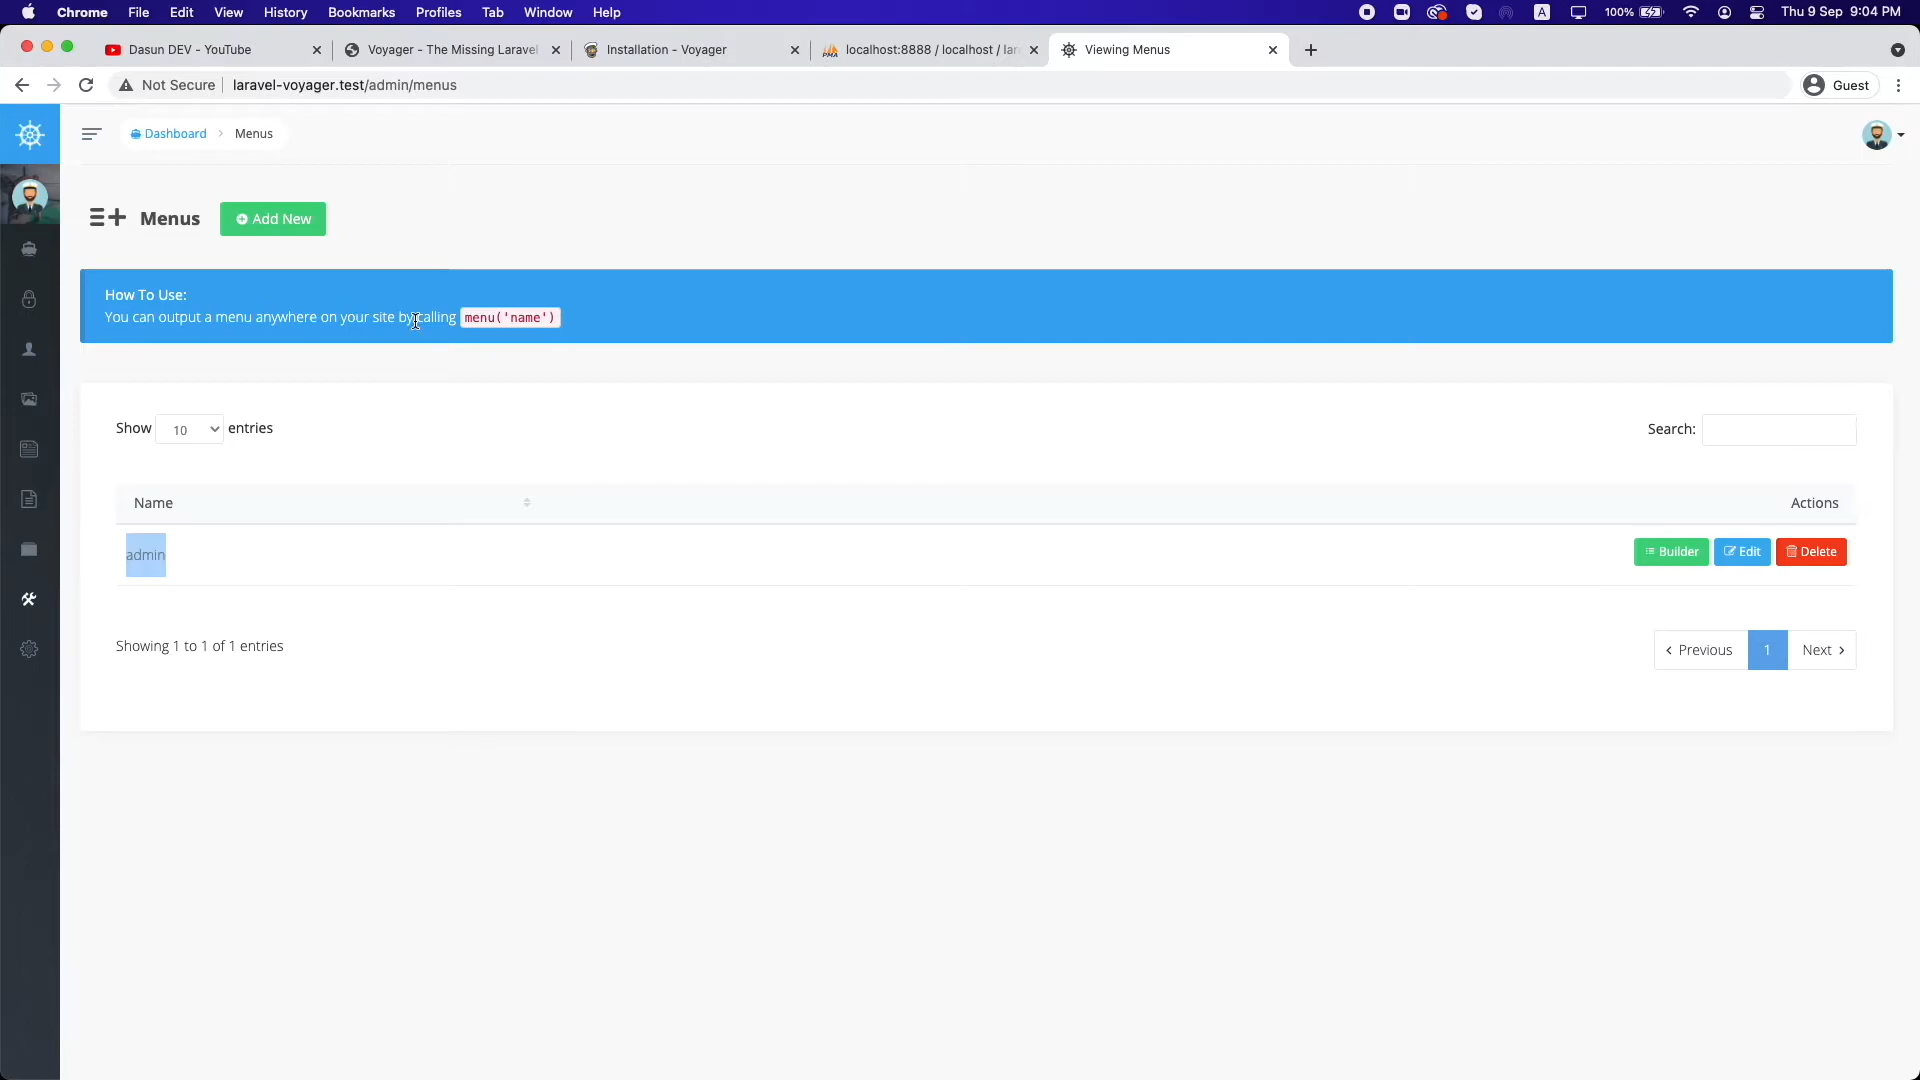 Chrome File Edit View History Bookmarks Profiles Tab Window Help A 100% Thu 9 Sep 9:04 PM
Dasun DEV - YouTube Voyager - The Missing Laravel Installation - Voyager localhost:8888 / localhost / lar Viewing Menus
Not Secure laravel-voyager.test/admin/menus Guest
Dashboard > Menus
Menus Add New
How To Use:
You can output a menu anywhere on your site by calling menu('name')
Show 10 entries Search:
Name Actions
admin Builder Edit Delete
Showing 1 to 1 of 1 entries ‹ Previous 1 Next ›